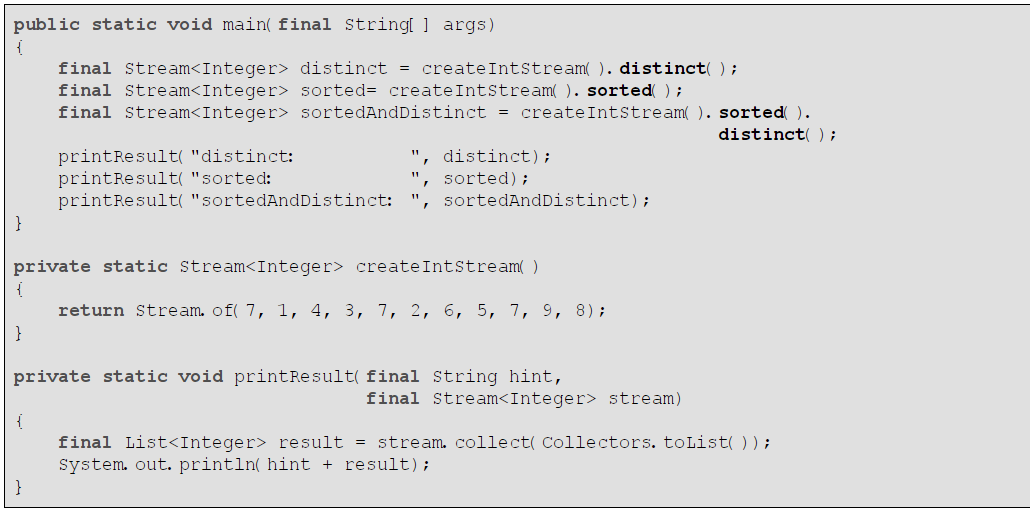 public static void main(final String[] args)
{
    final Stream<Integer> distinct = createIntStream().distinct();
    final Stream<Integer> sorted= createIntStream().sorted();
    final Stream<Integer> sortedAndDistinct = createIntStream().sorted().
                                                                distinct();
    printResult("distinct:          ", distinct);
    printResult("sorted:            ", sorted);
    printResult("sortedAndDistinct: ", sortedAndDistinct);
}
private static Stream<Integer> createIntStream()
{
    return Stream.of(7, 1, 4, 3, 7, 2, 6, 5, 7, 9, 8);
}
private static void printResult(final String hint,
                                final Stream<Integer> stream)
{
    final List<Integer> result = stream.collect(Collectors.toList());
    System.out.println(hint + result);
}